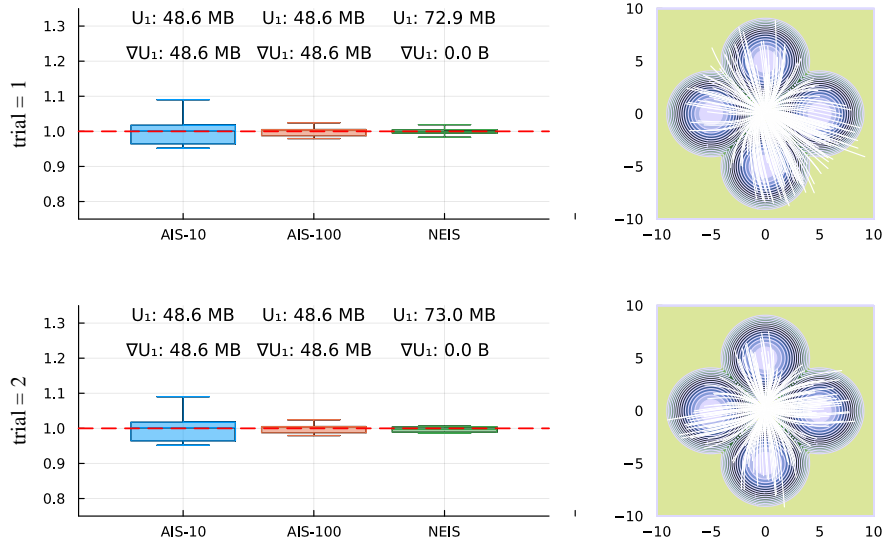 U₁: 48.6 MB U₁: 48.6 MB U₁: 72.9 MB
∇U₁: 48.6 MB ∇U₁: 48.6 MB ∇U₁: 0.0 B
trial = 1
1.3
1.2
1.1
1.0
0.9
0.8
AIS-10 AIS-100 NEIS
10
5
0
−5
−10
−10 −5 0 5 10
U₁: 48.6 MB U₁: 48.6 MB U₁: 73.0 MB
∇U₁: 48.6 MB ∇U₁: 48.6 MB ∇U₁: 0.0 B
trial = 2
1.3
1.2
1.1
1.0
0.9
0.8
AIS-10 AIS-100 NEIS
10
5
0
−5
−10
−10 −5 0 5 10